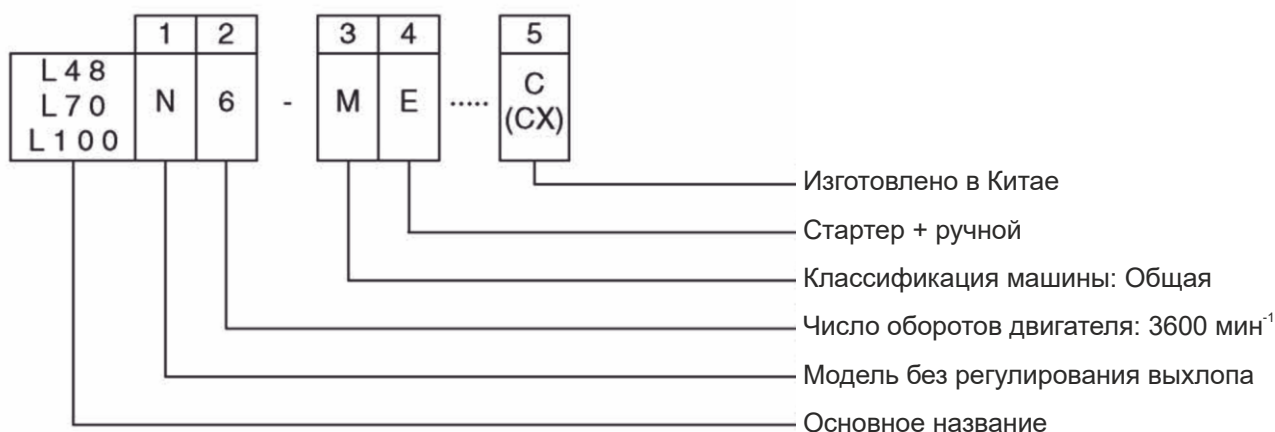 1 2 3 4 5
L48
L70
L100
N 6 - M E ..... C
(CX)
Изготовлено в Китае
Стартер + ручной
Классификация машины: Общая
Число оборотов двигателя: 3600 мин⁻¹
Модель без регулирования выхлопа
Основное название